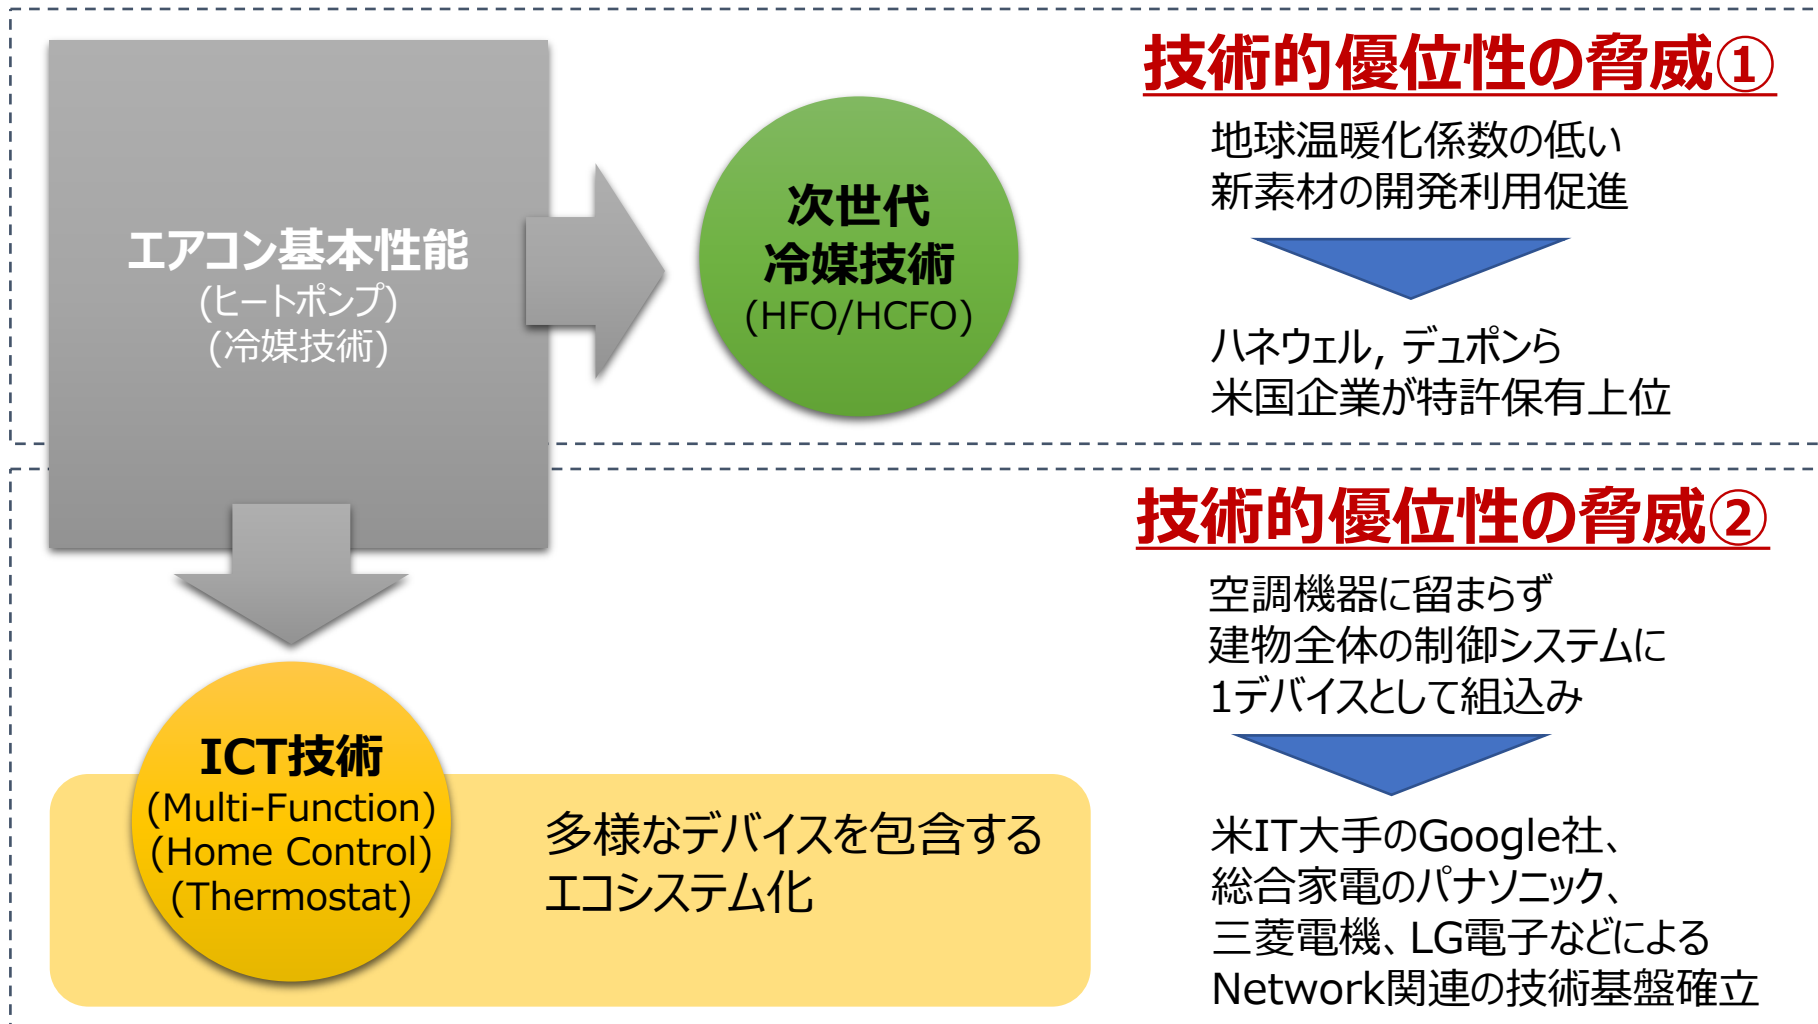 エアコン基本性能
(ヒートポンプ)
(冷媒技術)
次世代
冷媒技術
(HFO/HCFO)
技術的優位性の脅威①
地球温暖化係数の低い
新素材の開発利用促進
ハネウェル, デュポンら
米国企業が特許保有上位
技術的優位性の脅威②
空調機器に留まらず
建物全体の制御システムに
1デバイスとして組込み
米IT大手のGoogle社、
総合家電のパナソニック、
三菱電機、LG電子などによる
Network関連の技術基盤確立
ICT技術
(Multi-Function)
(Home Control)
(Thermostat)
多様なデバイスを包含する
エコシステム化